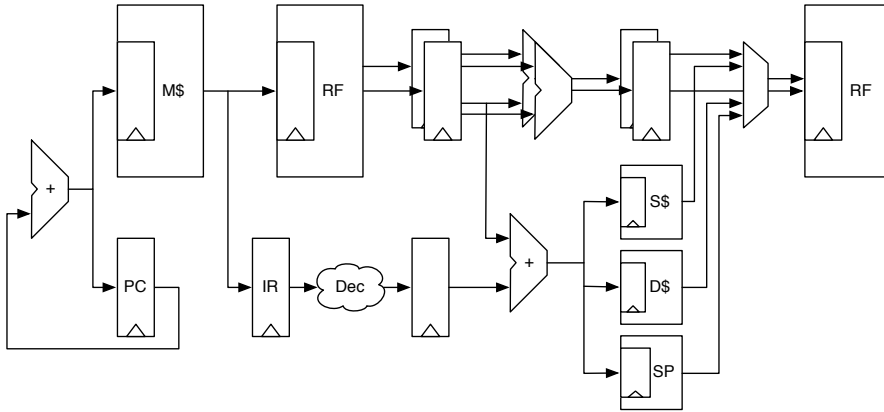 M$
RF
RF
+
S$
PC
IR
Dec
+
D$
SP